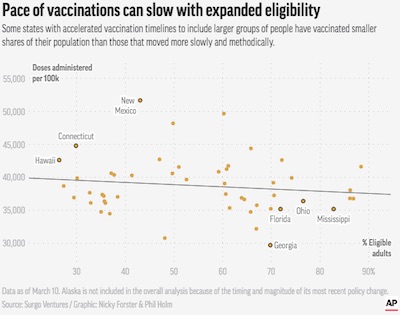 Pace of vaccinations can slow with expanded eligibility
Some states with accelerated vaccination timelines to include larger groups of people have vaccinated smaller
shares of their population than those that moved more slowly and methodically.
Doses administered
per 100k
55,000
50,000
45,000
40,000
35,000
30,000
New
Mexico
Connecticut
Hawaii
Florida
Ohio
Mississippi
Georgia
% Eligible
adults
30
40
50
60
70
80
90%
Data as of March 10. Alaska is not included in the overall analysis because of the timing and magnitude of its most recent policy change.
Source: Surgo Ventures / Graphic: Nicky Forster & Phil Holm
AP